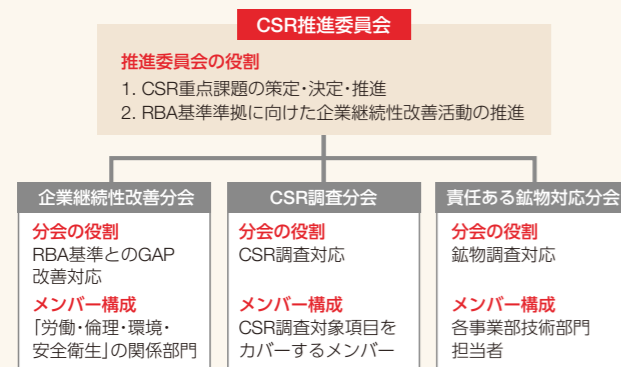 CSR推進委員会
推進委員会の役割
1. CSR重点課題の策定・決定・推進
2. RBA基準準拠に向けた企業継続性改善活動の推進
企業継続性改善分会
分会の役割
RBA基準とのGAP
改善対応
メンバー構成
「労働・倫理・環境・
安全衛生」の関係部門
CSR調査分会
分会の役割
CSR調査対応
メンバー構成
CSR調査対象項目を
カバーするメンバー
責任ある鉱物対応分会
分会の役割
鉱物調査対応
メンバー構成
各事業部技術部門
担当者